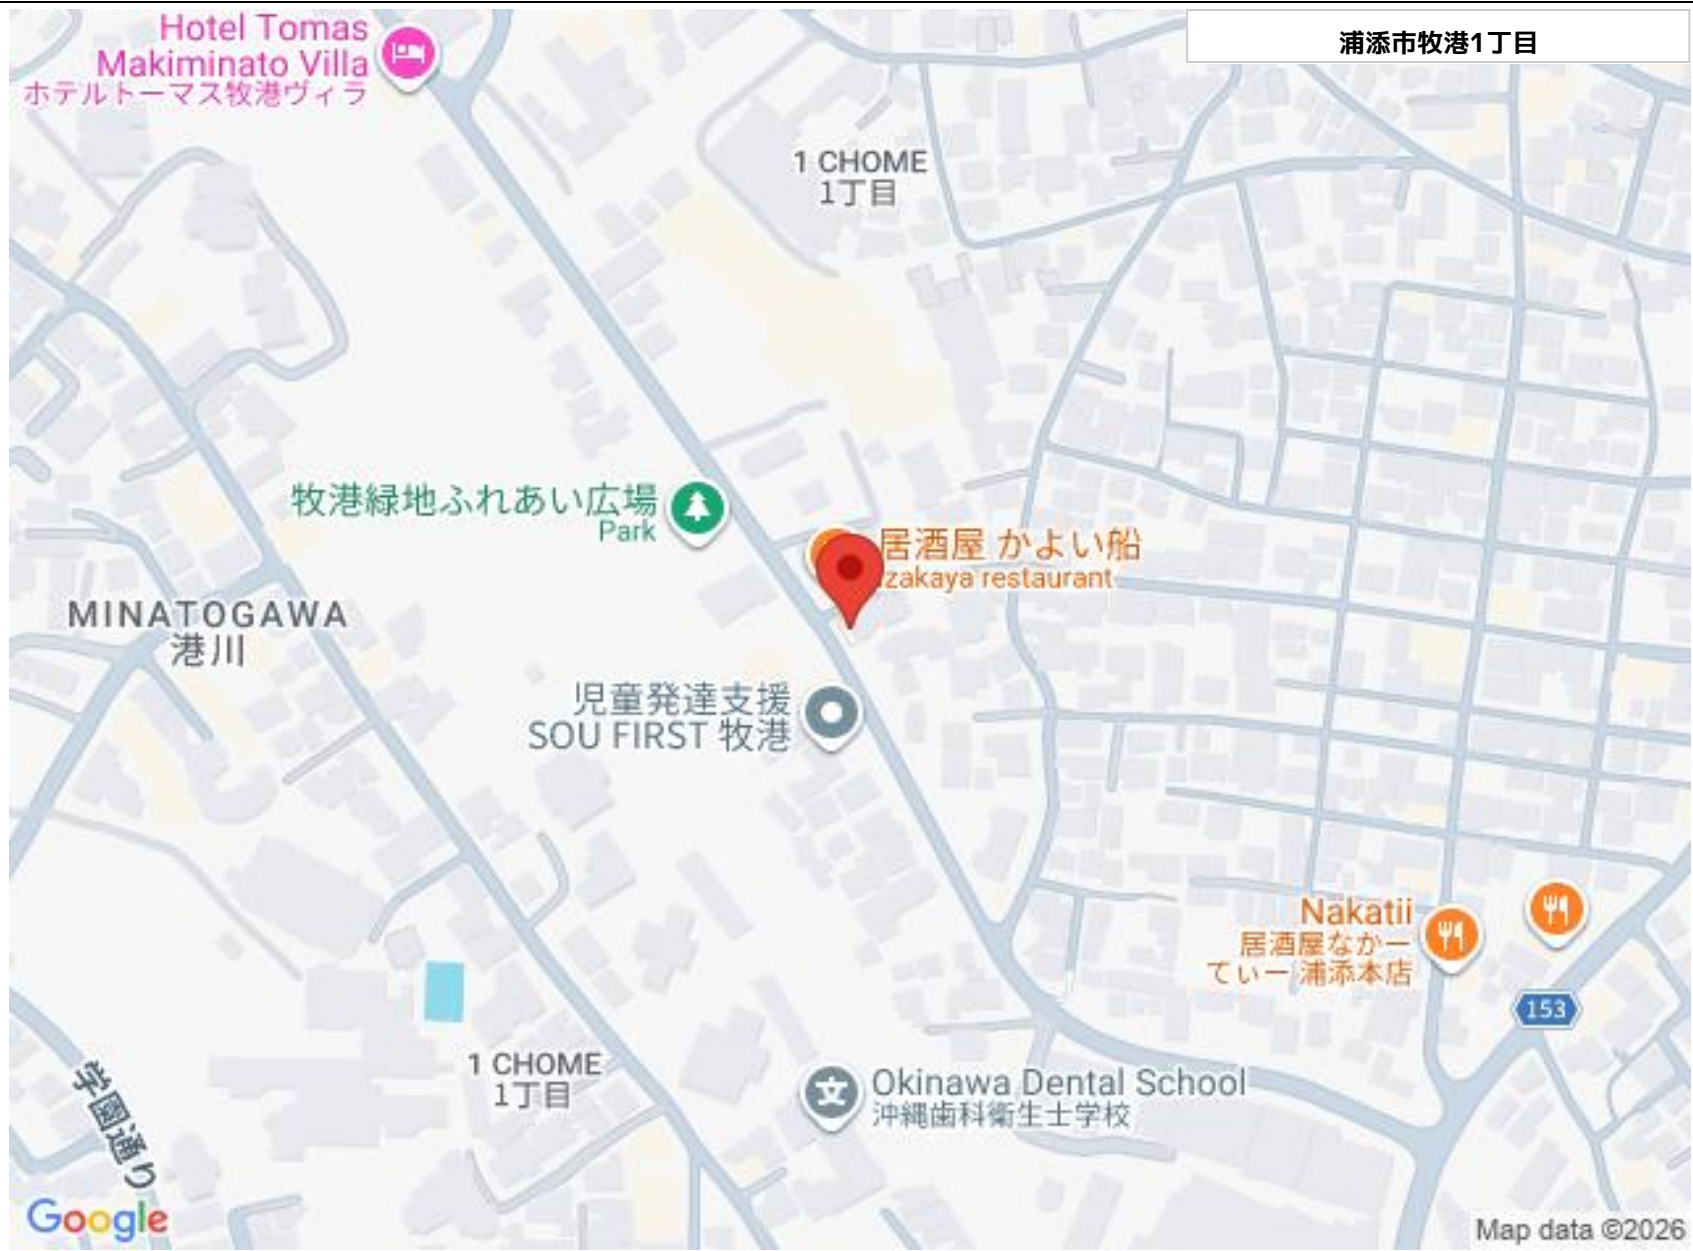 Hotel Tomas
Makiminato Villa
ホテルトーマス牧港ヴィラ
浦添市牧港1丁目
1 CHOME
1丁目
牧港緑地ふれあい広場
Park
居酒屋 かよい船
zakaya restaurant
MINATOGAWA
港川
児童発達支援
SOU FIRST 牧港
Nakatii
居酒屋なかー
てぃー 浦添本店
153
1 CHOME
1丁目
Okinawa Dental School
沖縄歯科衛生士学校
学園通り
Google
Map data ©2026